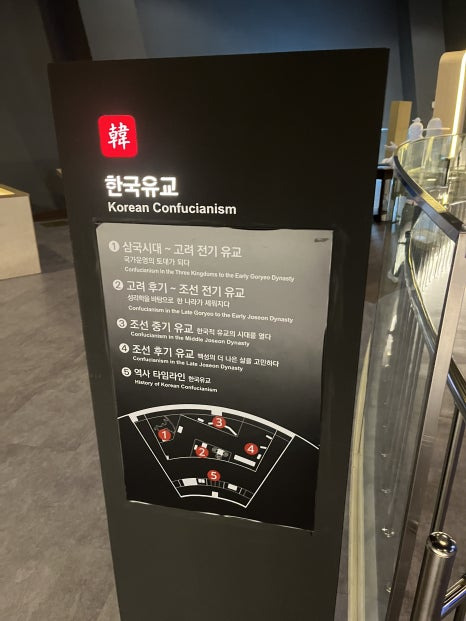 韓
한국유교
Korean Confucianism
1 삼국시대 ~ 고려 전기 유교
국가운영의 토대가 되다
Confucianism in the Three Kingdoms to the Early Goryeo Dynasty
2 고려 후기 ~ 조선 전기 유교
성리학을 바탕으로 한 나라가 세워지다
Confucianism in the Late Goryeo to the Early Joseon Dynasty
3 조선 중기 유교 한국적 유교의 시대를 열다
Confucianism in the Middle Joseon Dynasty
4 조선 후기 유교 백성의 더 나은 삶을 고민하다
Confucianism in the Late Joseon Dynasty
5 역사 타임라인 한국유교
History of Korean Confucianism
3
1
2
4
5